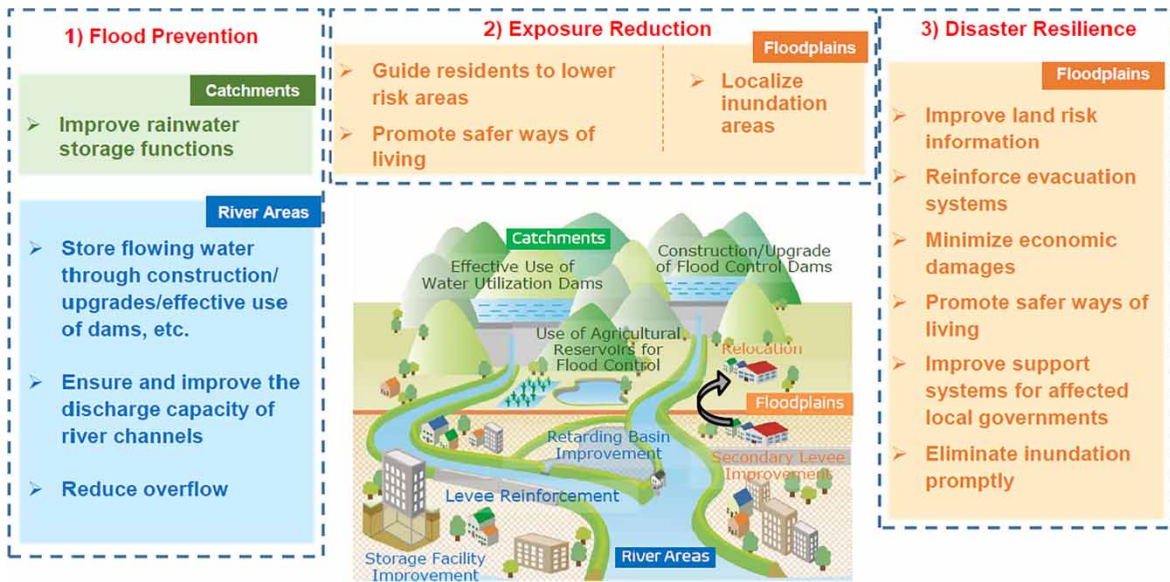 1) Flood Prevention
Catchments
➢ Improve rainwater
storage functions
River Areas
➢ Store flowing water
through construction/
upgrades/effective use
of dams, etc.
➢ Ensure and improve the
discharge capacity of
river channels
➢ Reduce overflow
2) Exposure Reduction
Floodplains
➢ Guide residents to lower
risk areas
➢ Promote safer ways of
living
➢ Localize
inundation
areas
Catchments
Effective Use of
Water Utilization Dams
Construction/Upgrade
of Flood Control Dams
Use of Agricultural
Reservoirs for
Flood Control
Relocation
Floodplains
Retarding Basin
Improvement
Secondary Levee
Improvement
Levee Reinforcement
Storage Facility
Improvement
River Areas
3) Disaster Resilience
Floodplains
➢ Improve land risk
information
➢ Reinforce evacuation
systems
➢ Minimize economic
damages
➢ Promote safer ways of
living
➢ Improve support
systems for affected
local governments
➢ Eliminate inundation
promptly